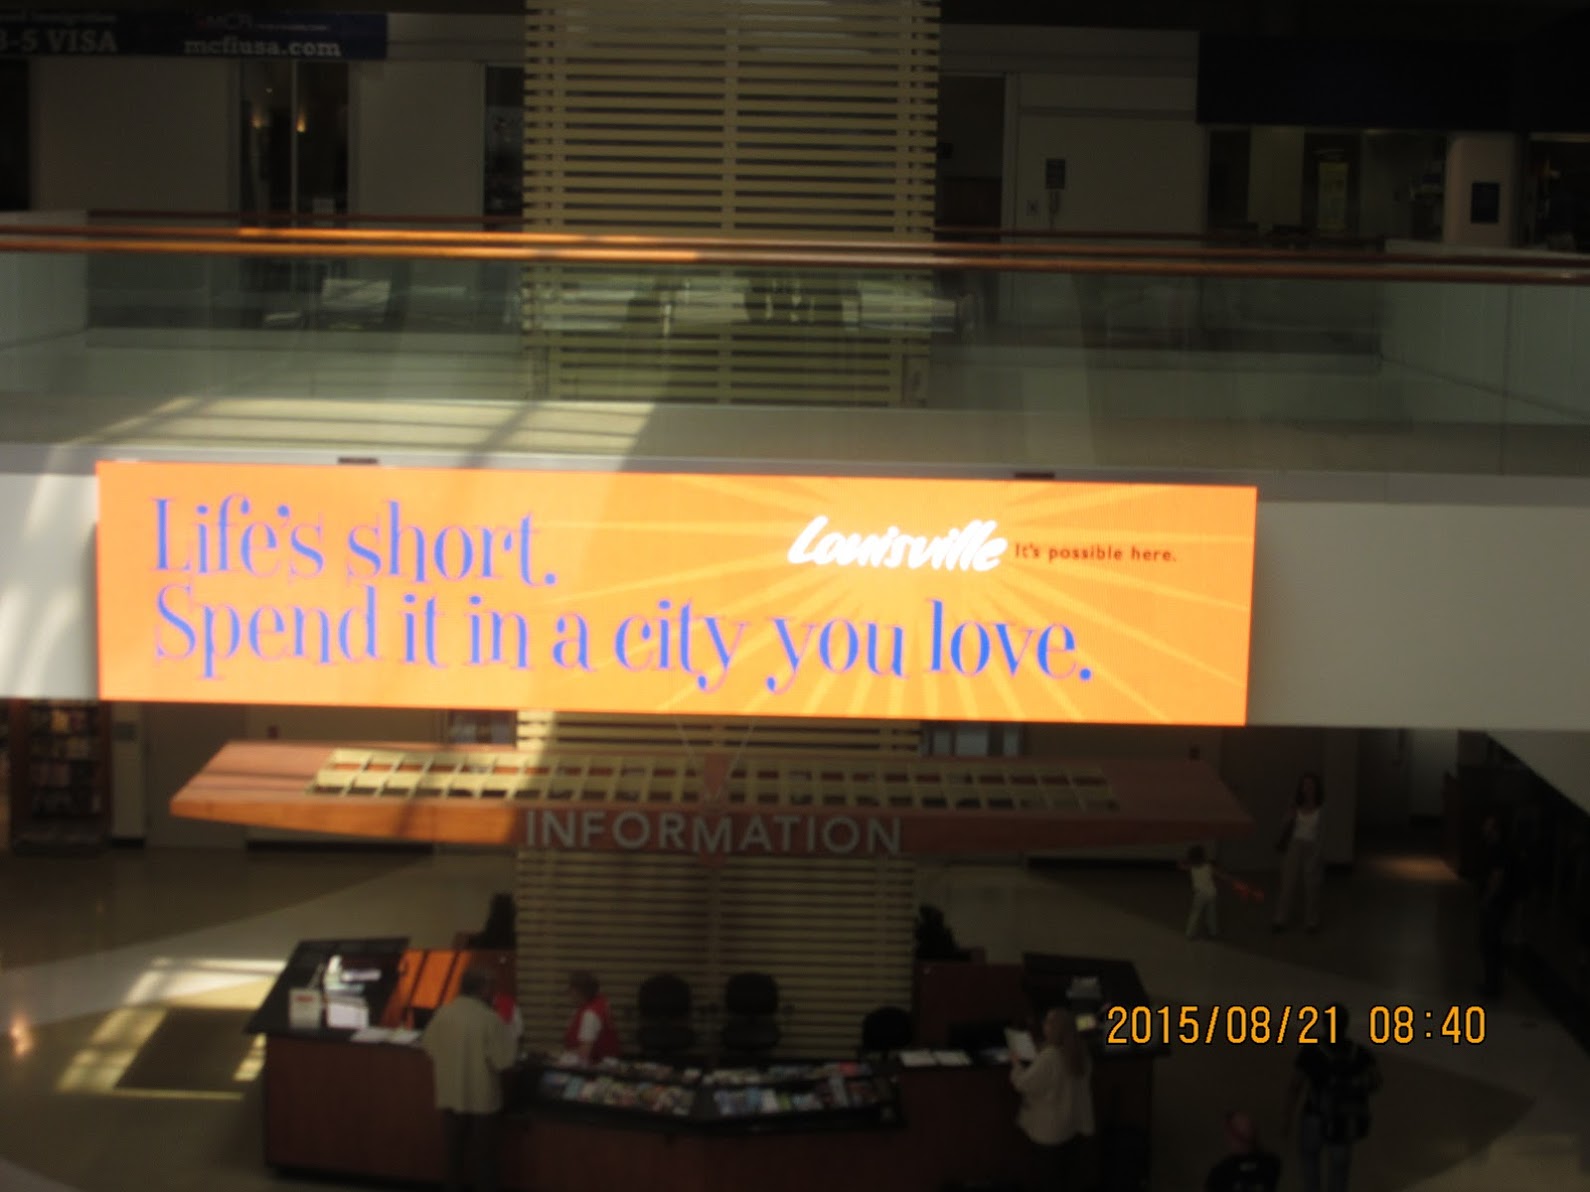 VISA
mcfiusa.com
Life's short.
Spend it in a city you love.
Louisville It's possible here.
INFORMATION
2015/08/21 08:40